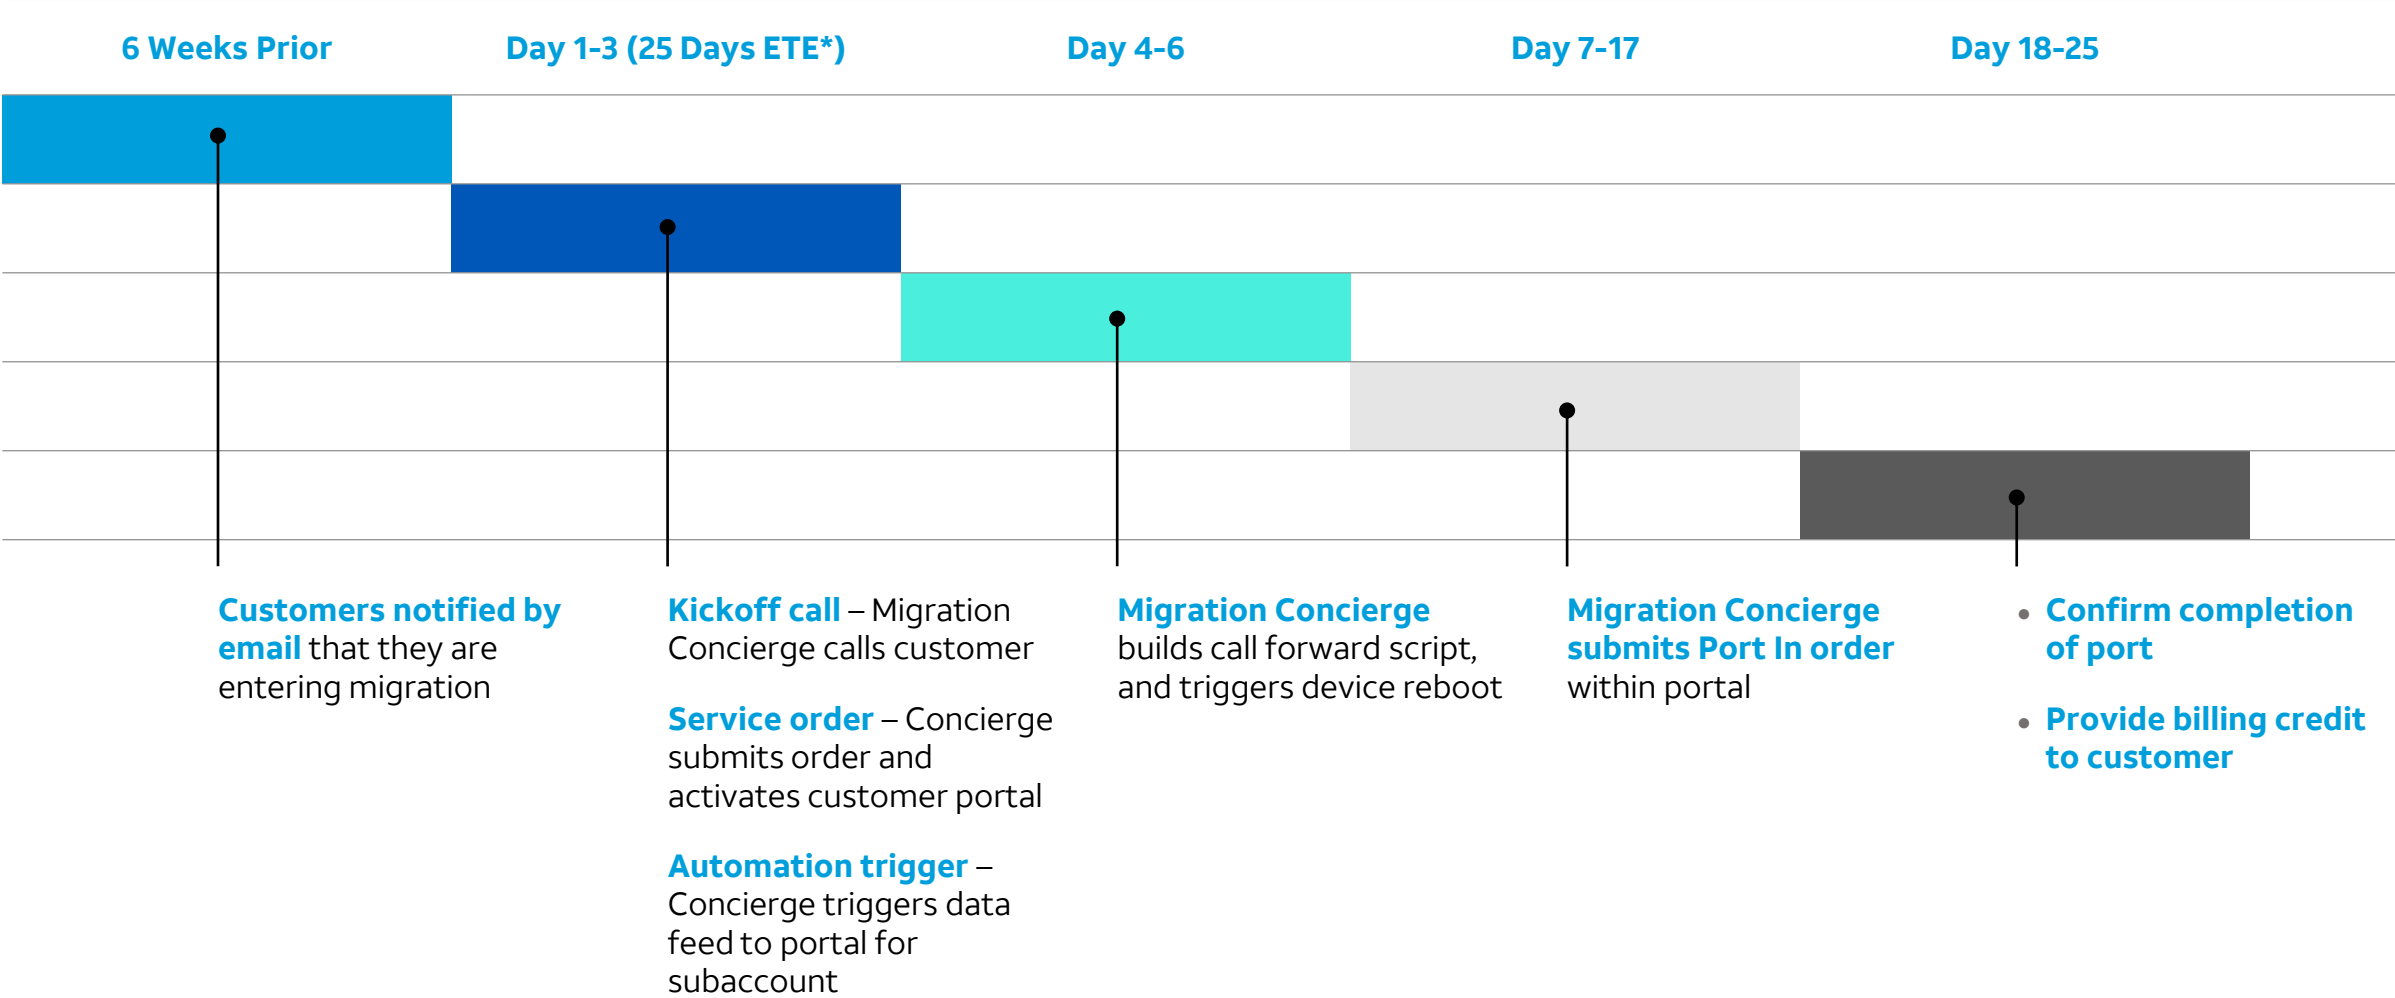 6 Weeks Prior
Day 1-3 (25 Days ETE*)
Day 4-6
Day 7-17
Day 18-25
Customers notified by
email that they are
entering migration
Kickoff call – Migration
Concierge calls customer
Service order – Concierge
submits order and
activates customer portal
Automation trigger –
Concierge triggers data
feed to portal for
subaccount
Migration Concierge
builds call forward script,
and triggers device reboot
Migration Concierge
submits Port In order
within portal
• Confirm completion
of port
• Provide billing credit
to customer